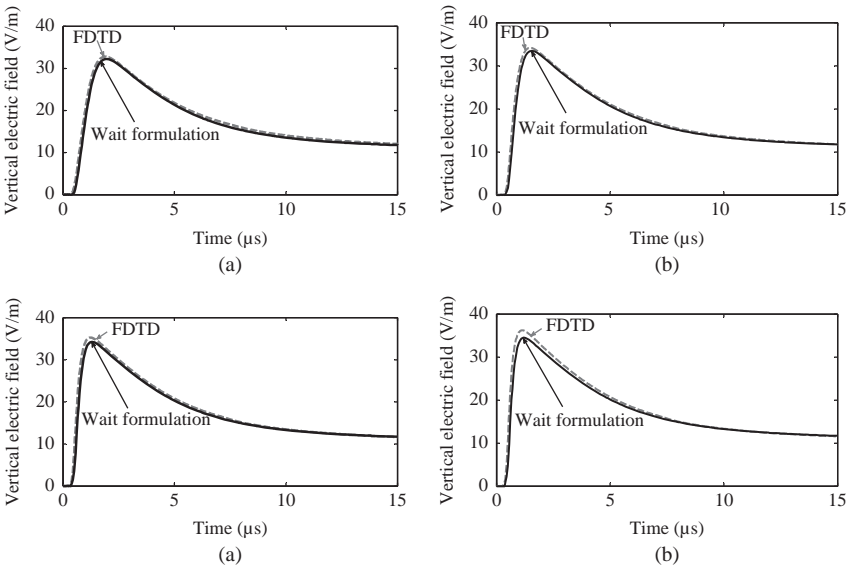 Vertical electric field (V/m)
40
30
20
10
0
FDTD
Wait formulation
0 5 10 15
Time (µs)
(a)
Vertical electric field (V/m)
40
30
20
10
0
FDTD
Wait formulation
0 5 10 15
Time (µs)
(b)
Vertical electric field (V/m)
40
30
20
10
0
FDTD
Wait formulation
0 5 10 15
Time (µs)
(a)
Vertical electric field (V/m)
40
30
20
10
0
FDTD
Wait formulation
0 5 10 15
Time (µs)
(b)